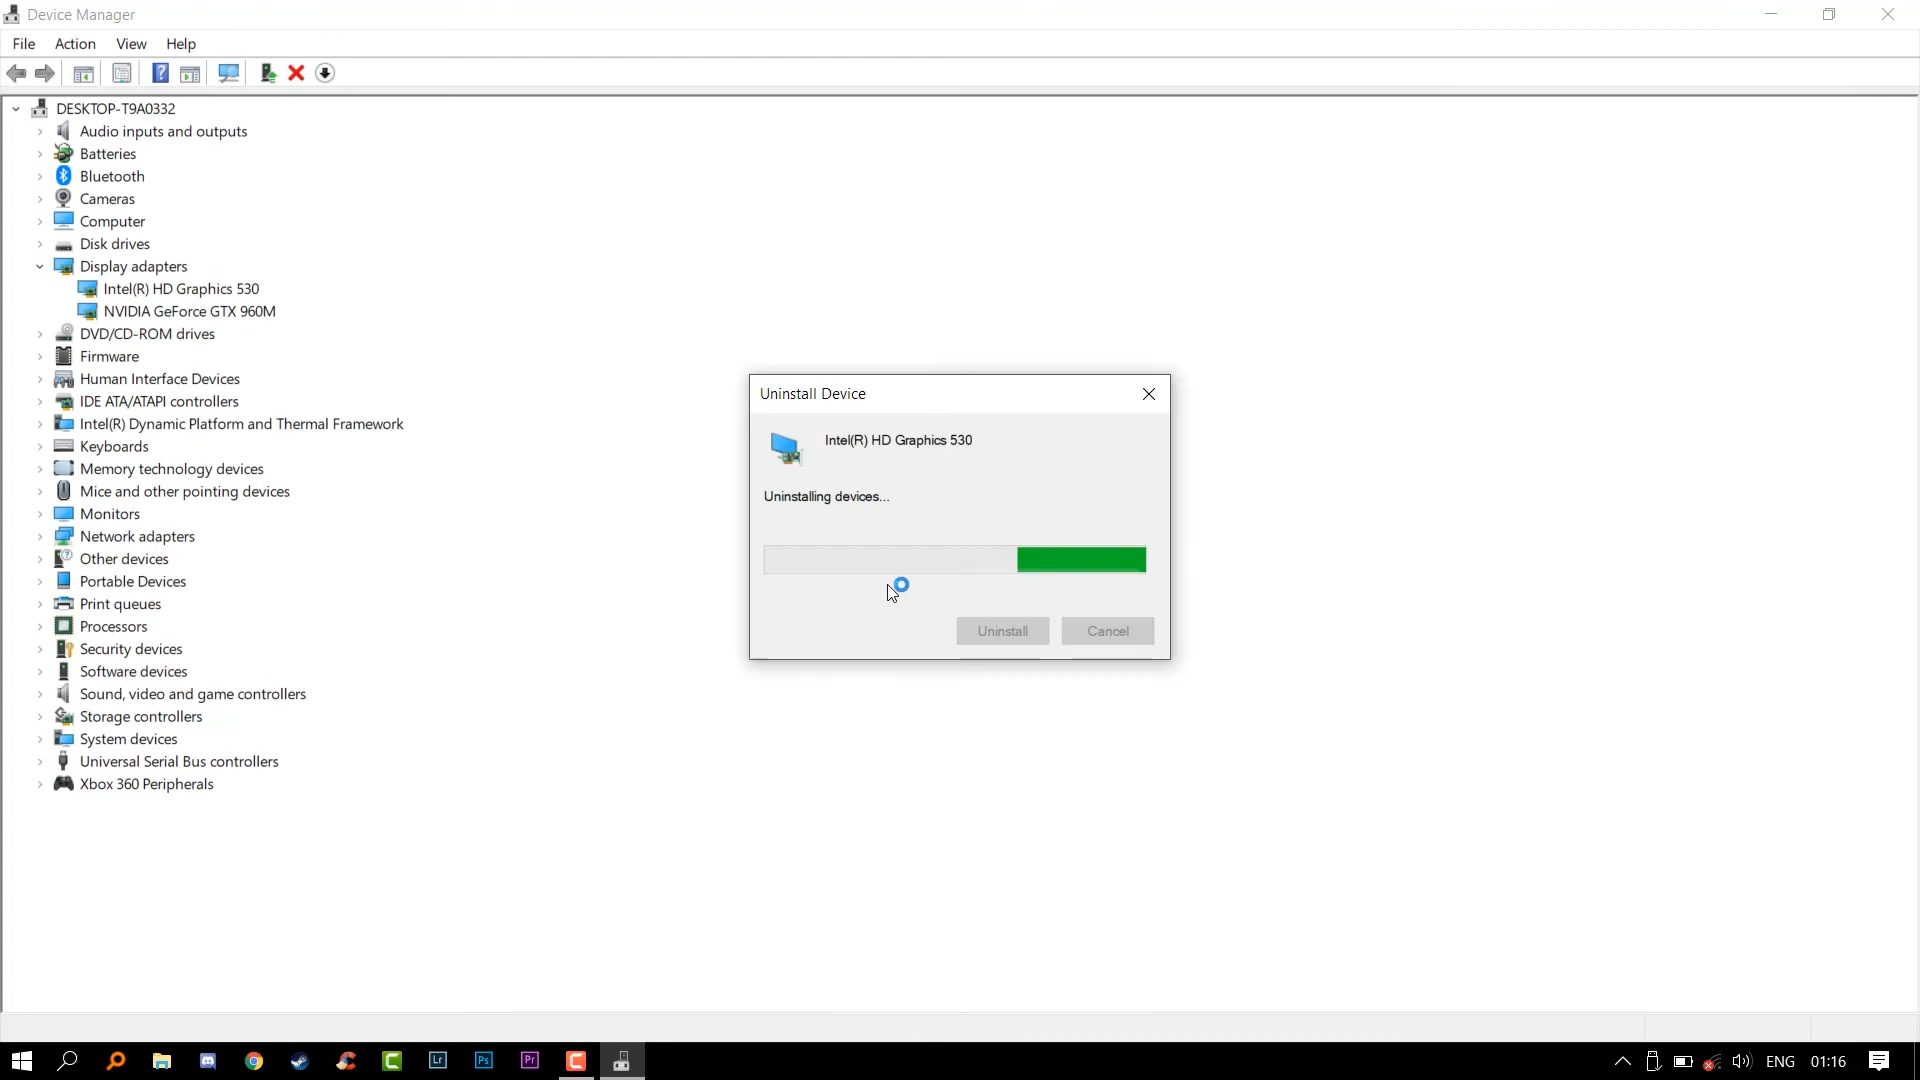 Device Manager
File Action View Help
DESKTOP-T9A0332
Audio inputs and outputs
Batteries
Bluetooth
Cameras
Computer
Disk drives
Display adapters
Intel(R) HD Graphics 530
NVIDIA GeForce GTX 960M
DVD/CD-ROM drives
Firmware
Human Interface Devices
IDE ATA/ATAPI controllers
Intel(R) Dynamic Platform and Thermal Framework
Keyboards
Memory technology devices
Mice and other pointing devices
Monitors
Network adapters
Other devices
Portable Devices
Print queues
Processors
Security devices
Software devices
Sound, video and game controllers
Storage controllers
System devices
Universal Serial Bus controllers
Xbox 360 Peripherals
Uninstall Device
Intel(R) HD Graphics 530
Uninstalling devices...
Uninstall Cancel
Lr Ps Pr ENG 01:16